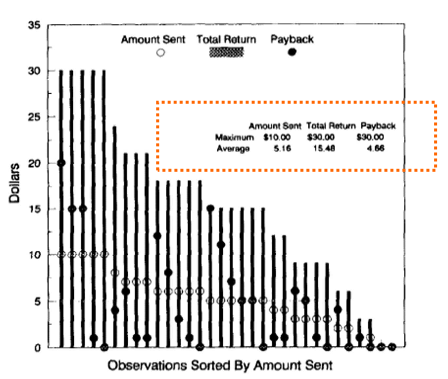 35
Amount Sent Total Return Payback
30
25
Amount Sent Total Return Payback
Maximum $10.00 $30.00 $30.00
Average 5.16 15.48 4.66
20
Dollars
15
10
5
0
Observations Sorted By Amount Sent